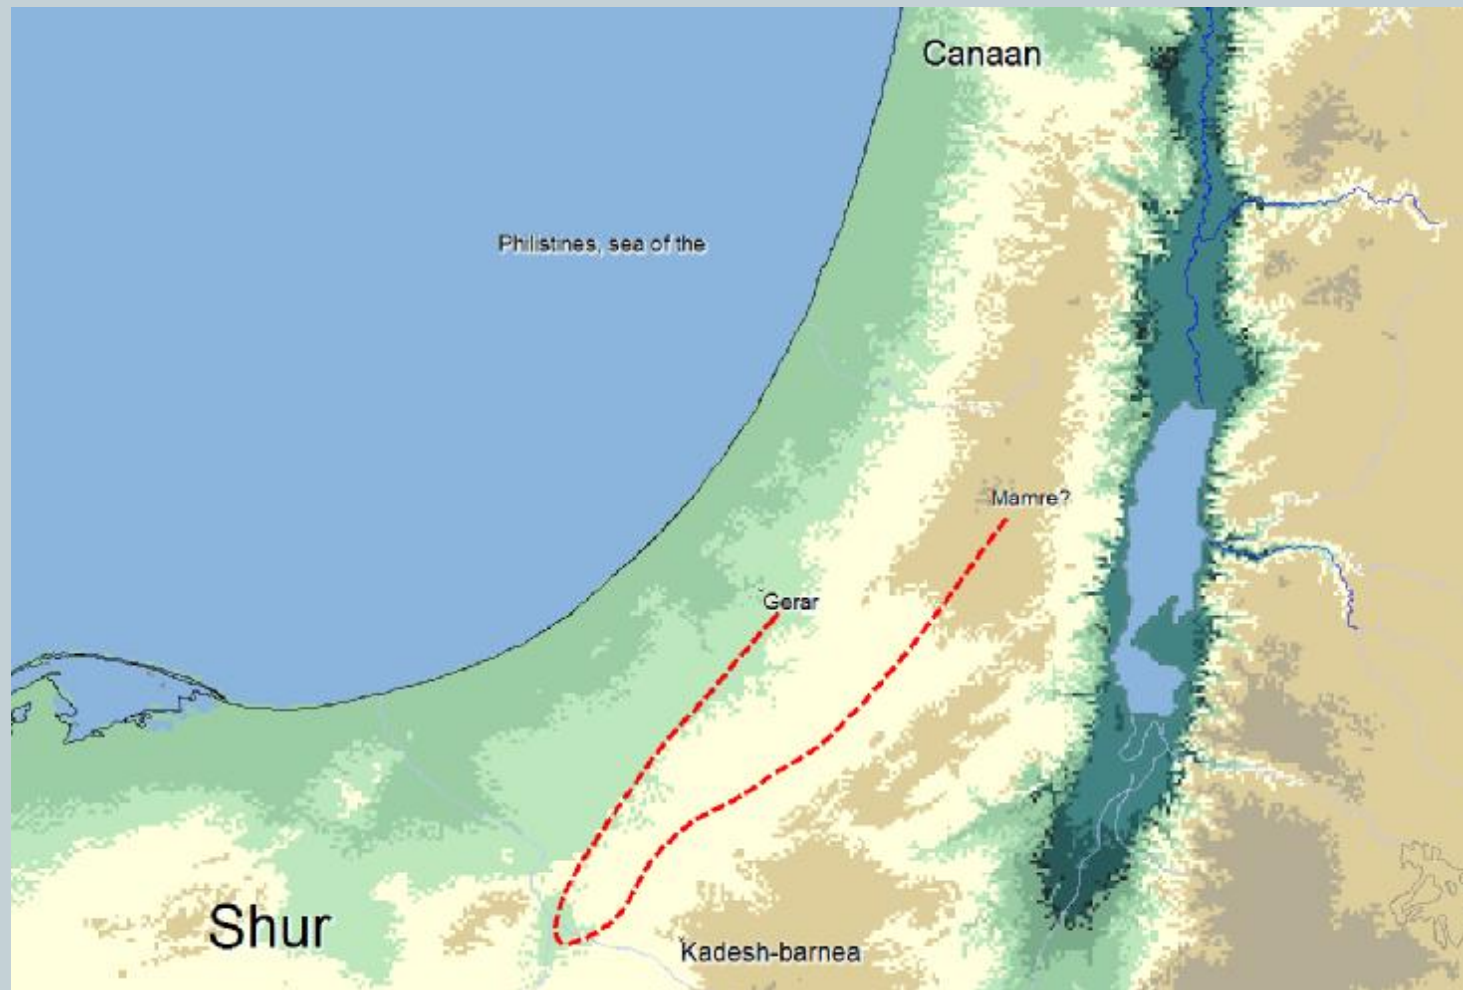 Canaan
Philistines, sea of the
Mamre?
Gerar
Shur
Kadesh-barnea